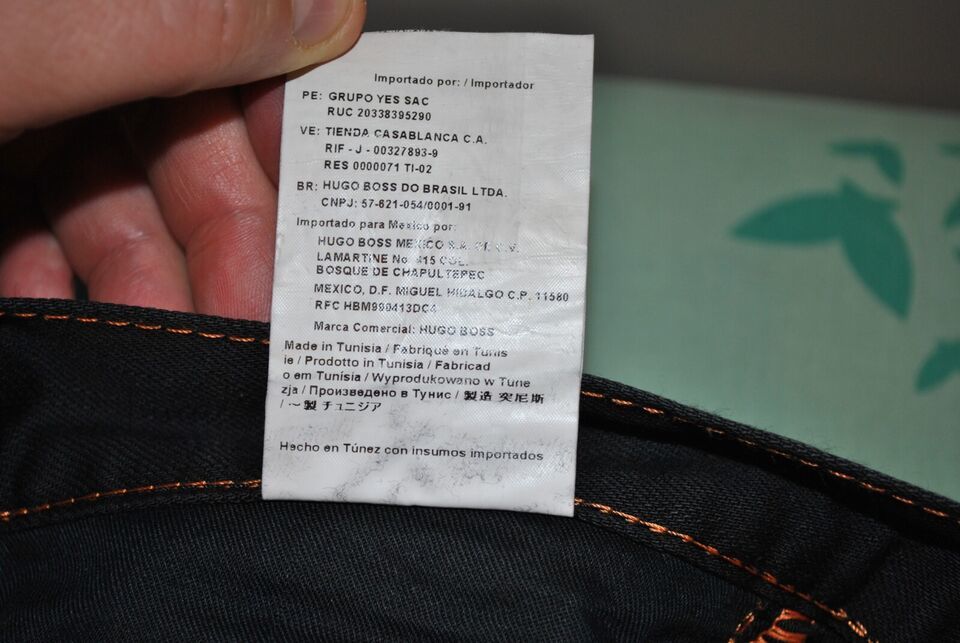 Importado por: / Importador
PE: GRUPO YES SAC
RUC 20338395290
VE: TIENDA CASABLANCA C.A.
RIF - J - 00327893-9
RES 0000071 TI-02
BR: HUGO BOSS DO BRASIL LTDA.
CNPJ: 57-621-054/0001-91
Importado para Mexico por:
HUGO BOSS MEXICO S.A.
LAMARTINE No. 415 COL.
BOSQUE DE CHAPULTEPEC
MEXICO, D.F. MIGUEL HIDALGO C.P. 11580
RFC HBM990413DC4
Marca Comercial: HUGO BOSS
Made in Tunisia / Fabriqué en Tunis
ie / Prodotto in Tunisia / Fabricad
o em Tunísia / Wyprodukowano w Tune
zja / Произведено в Тунис / 製造 突尼斯
/ ～製 チュニジア
Hecho en Túnez con insumos importados